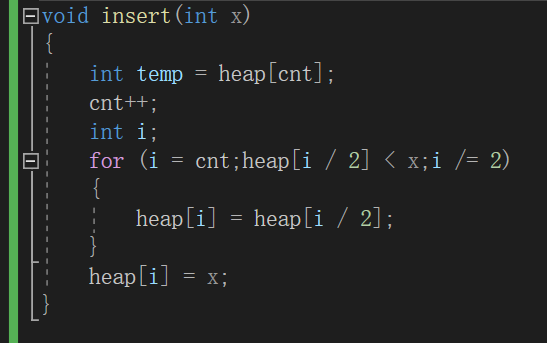 void insert(int x)
{
int temp = heap[cnt];
cnt++;
int i;
for (i = cnt;heap[i / 2] < x;i /= 2)
{
heap[i] = heap[i / 2];
}
heap[i] = x;
}